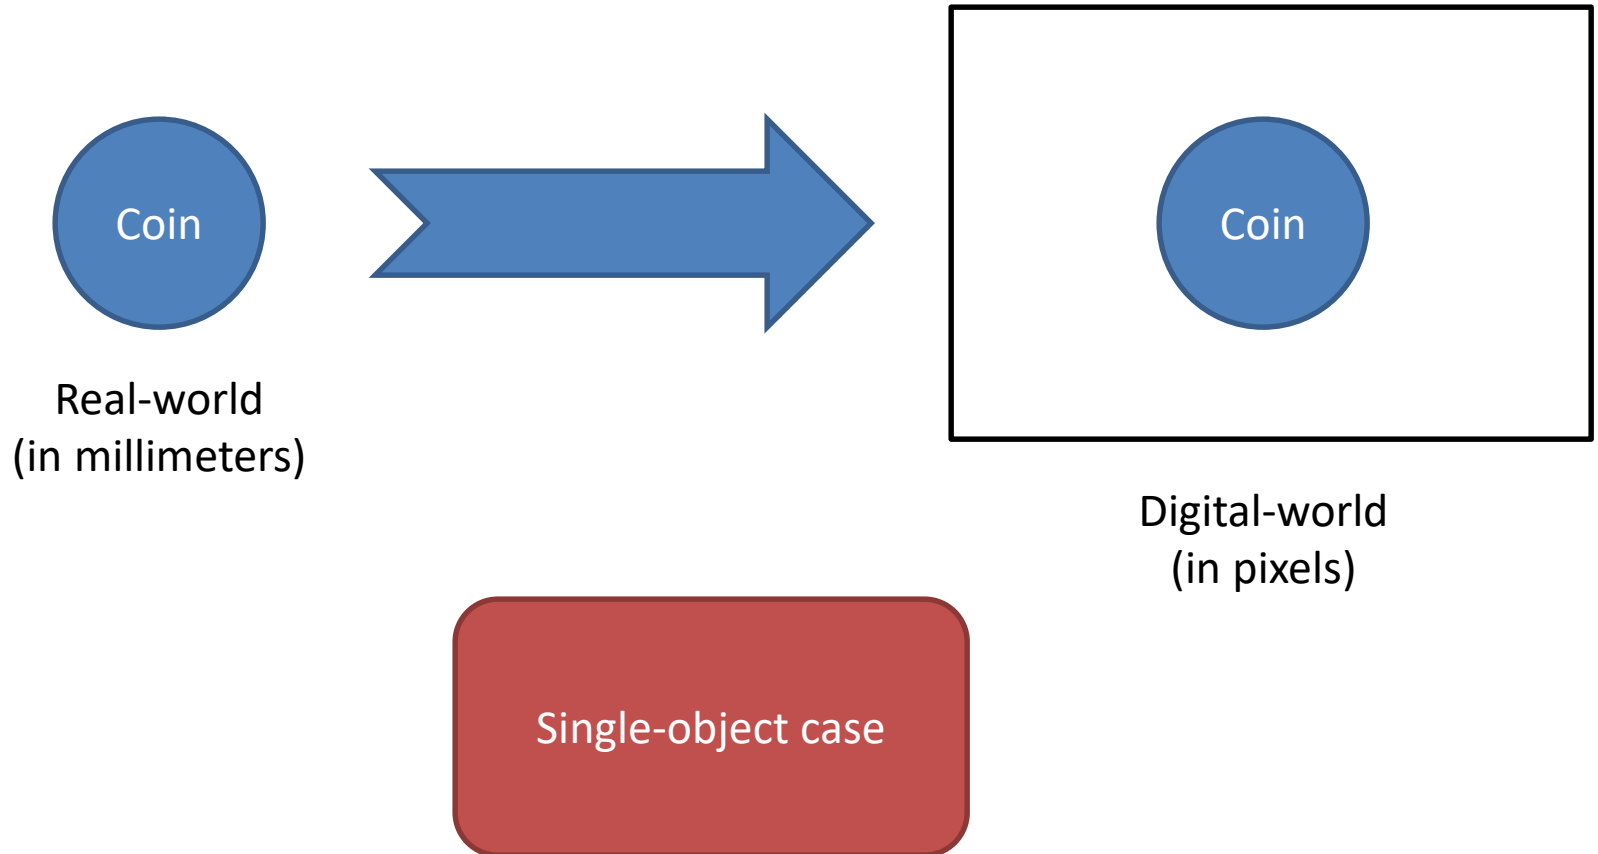 Coin
Coin
Real-world
(in millimeters)
Digital-world
(in pixels)
Single-object case